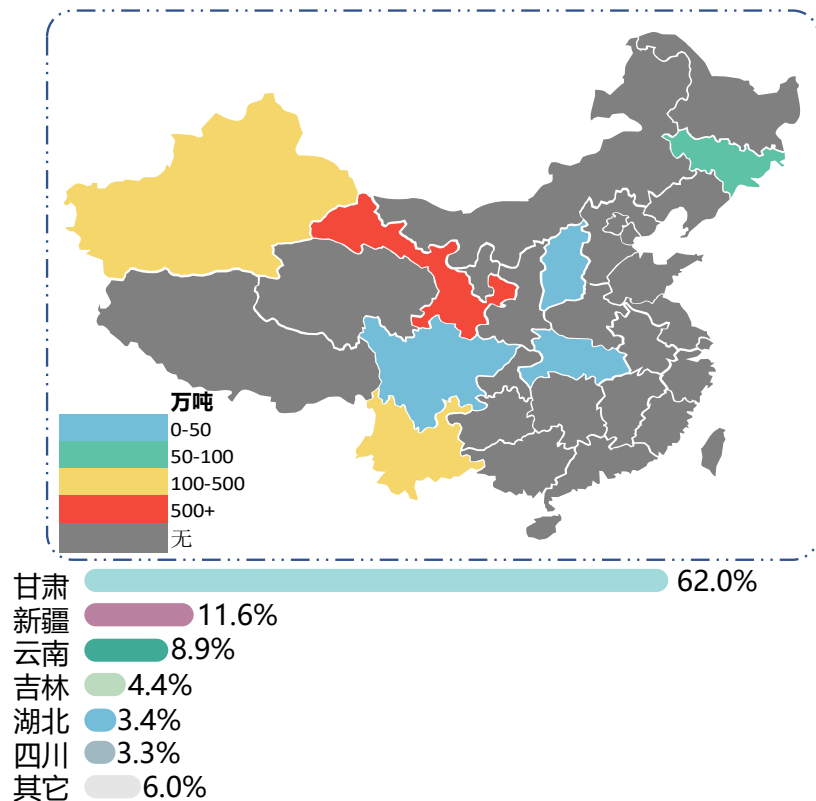 万吨
0-50
50-100
100-500
500+
无
甘肃 62.0%
新疆 11.6%
云南 8.9%
吉林 4.4%
湖北 3.4%
四川 3.3%
其它 6.0%